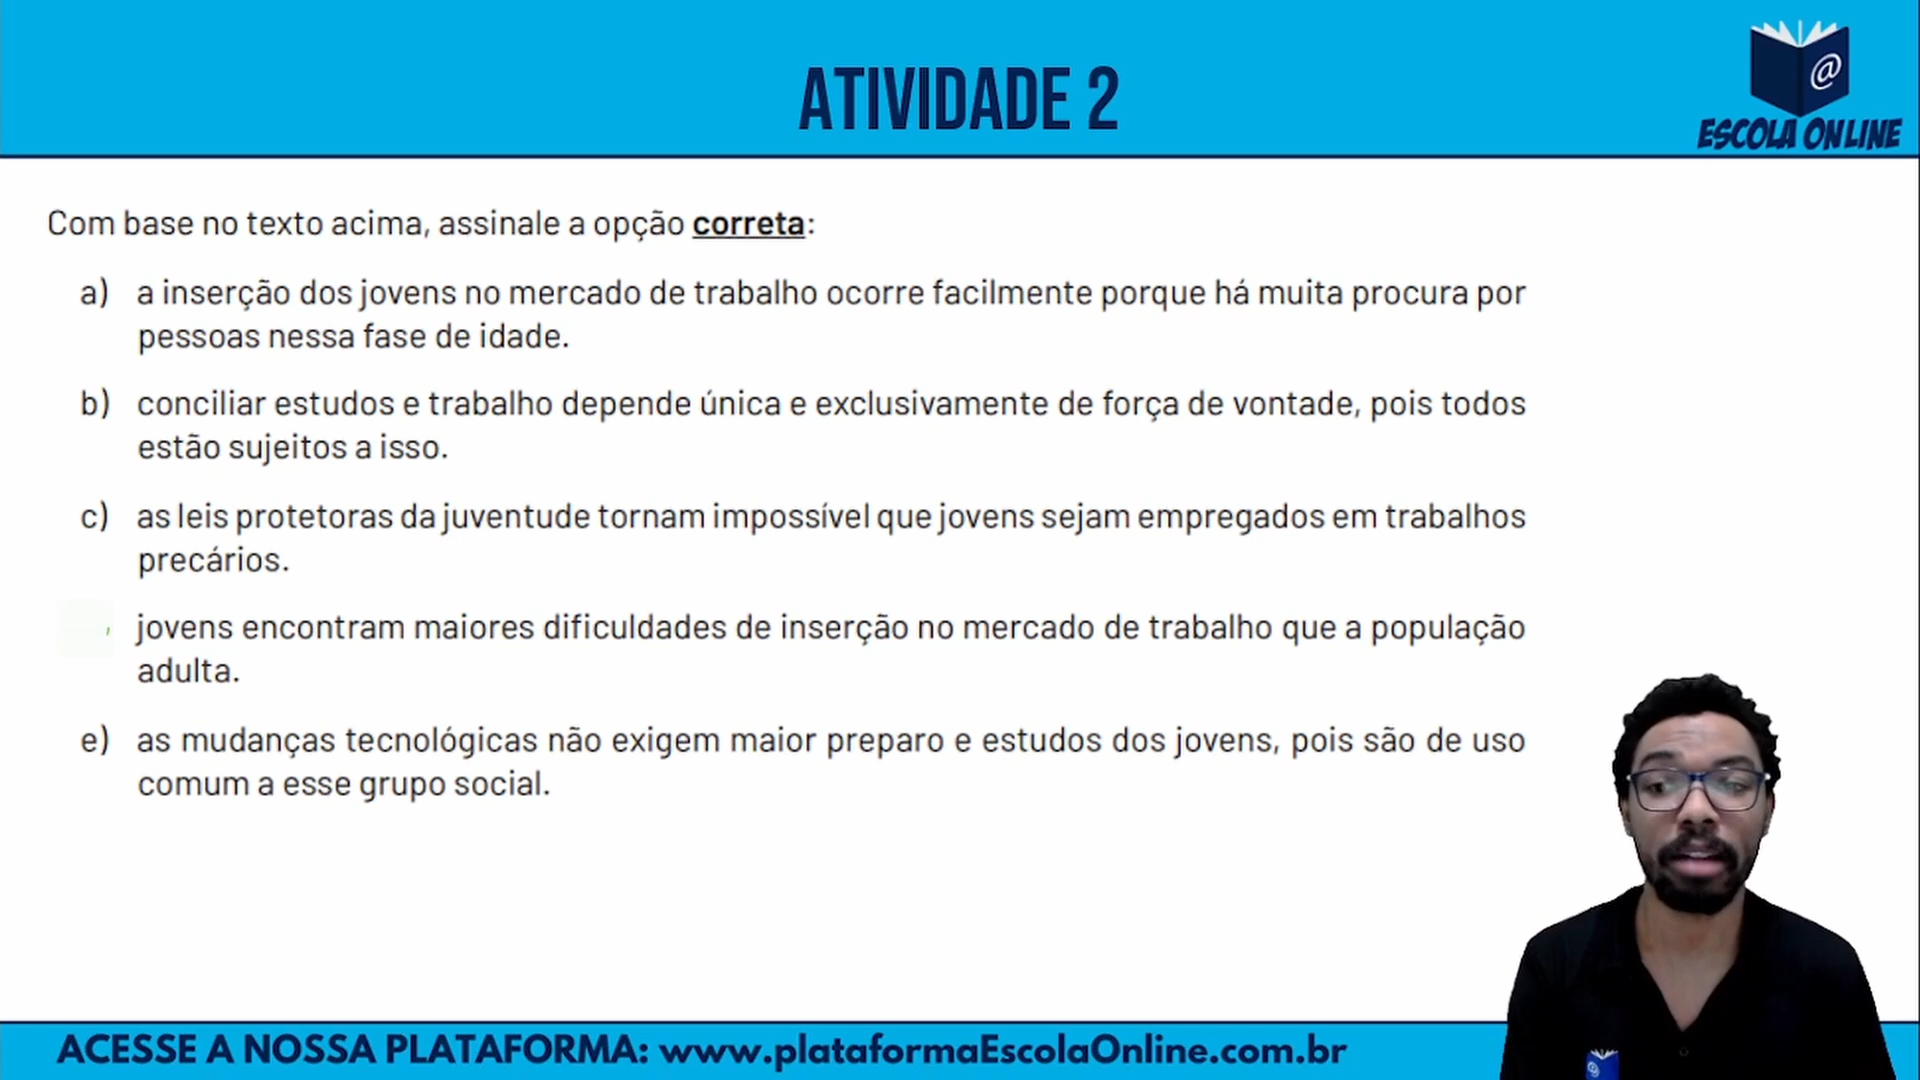 ATIVIDADE 2
@
ESCOLA ONLINE
Com base no texto acima, assinale a opção correta:
a) a inserção dos jovens no mercado de trabalho ocorre facilmente porque há muita procura por
pessoas nessa fase de idade.
b) conciliar estudos e trabalho depende única e exclusivamente de força de vontade, pois todos
estão sujeitos a isso.
c) as leis protetoras da juventude tornam impossível que jovens sejam empregados em trabalhos
precários.
jovens encontram maiores dificuldades de inserção no mercado de trabalho que a população
adulta.
e) as mudanças tecnológicas não exigem maior preparo e estudos dos jovens, pois são de uso
comum a esse grupo social.
ACESSE A NOSSA PLATAFORMA: www.plataformaEscolaOnline.com.br
@